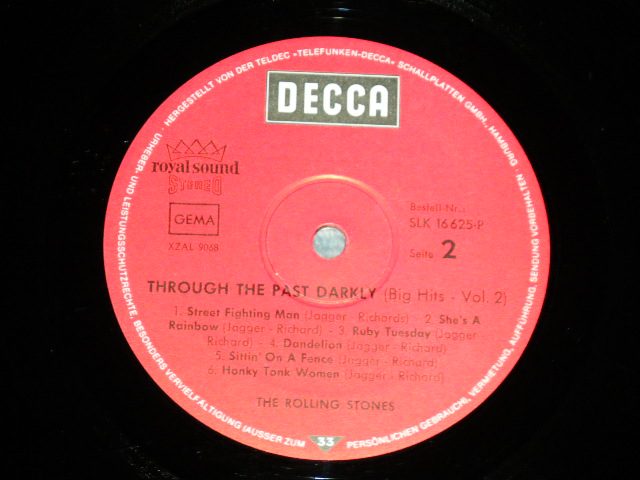 URHEBER- UND LEISTUNGSSCHUTZRECHTE, BESONDERS VERVIELFÄLTIGUNG (AUSSER ZUM PERSÖNLICHEN GEBRAUCH), VERMIETUNG, AUFFÜHRUNG, SENDUNG VORBEHALTEN · HERGESTELLT VON DER TELDEC »TELEFUNKEN-DECCA« SCHALLPLATTEN GMBH., HAMBURG ·
DECCA
royal sound
STEREO
GEMA
XZAL 9068
Bestell-Nr.:
SLK 16 625-P
Seite 2
THROUGH THE PAST DARKLY (Big Hits - Vol. 2)
1. Street Fighting Man (Jagger - Richards) - 2. She's A
Rainbow (Jagger - Richard) - 3. Ruby Tuesday (Jagger -
Richard) - 4. Dandelion (Jagger - Richard)
5. Sittin' On A Fence (Jagger - Richard)
6. Honky Tonk Women (Jagger - Richard)
THE ROLLING STONES
33